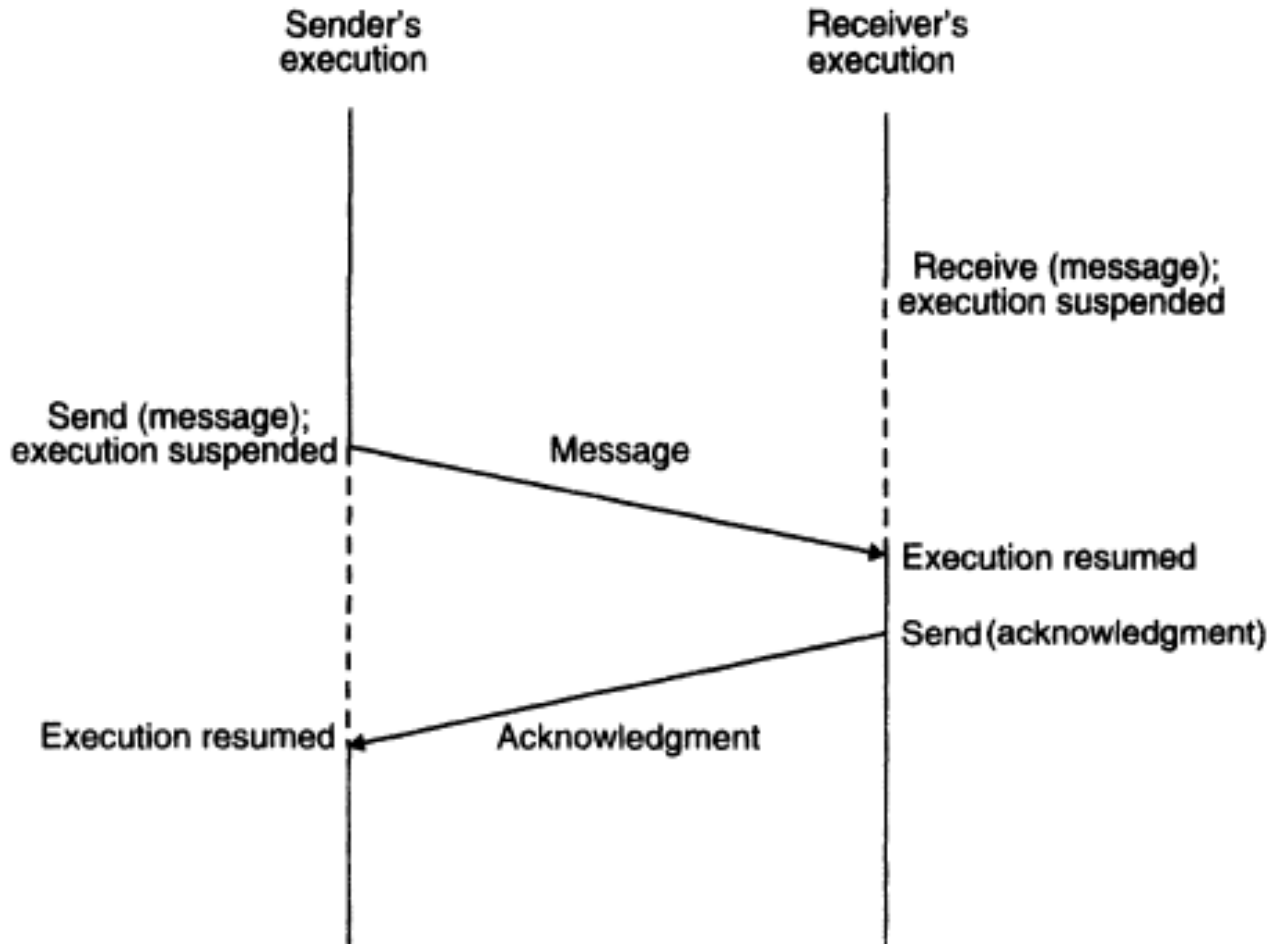 Sender's
execution
Receiver's
execution
Receive (message);
execution suspended
Send (message);
execution suspended
Message
Execution resumed
Send (acknowledgment)
Execution resumed
Acknowledgment